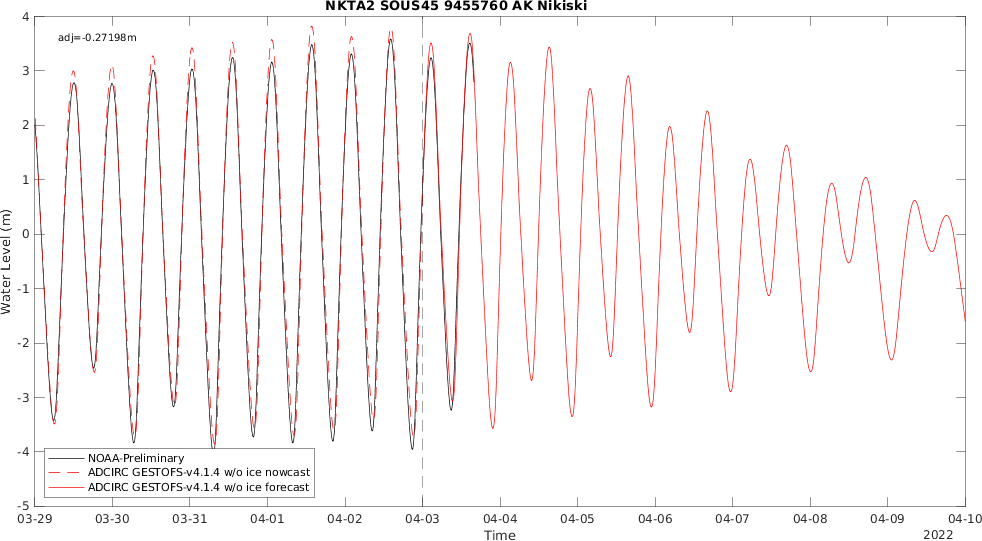 NKTA2 SOUS45 9455760 AK Nikiski
adj=-0.27198m
Water Level (m)
4
3
2
1
0
-1
-2
-3
-4
-5
NOAA-Preliminary
ADCIRC GESTOFS-v4.1.4 w/o ice nowcast
ADCIRC GESTOFS-v4.1.4 w/o ice forecast
03-29 03-30 03-31 04-01 04-02 04-03 04-04 04-05 04-06 04-07 04-08 04-09 04-10
Time
2022